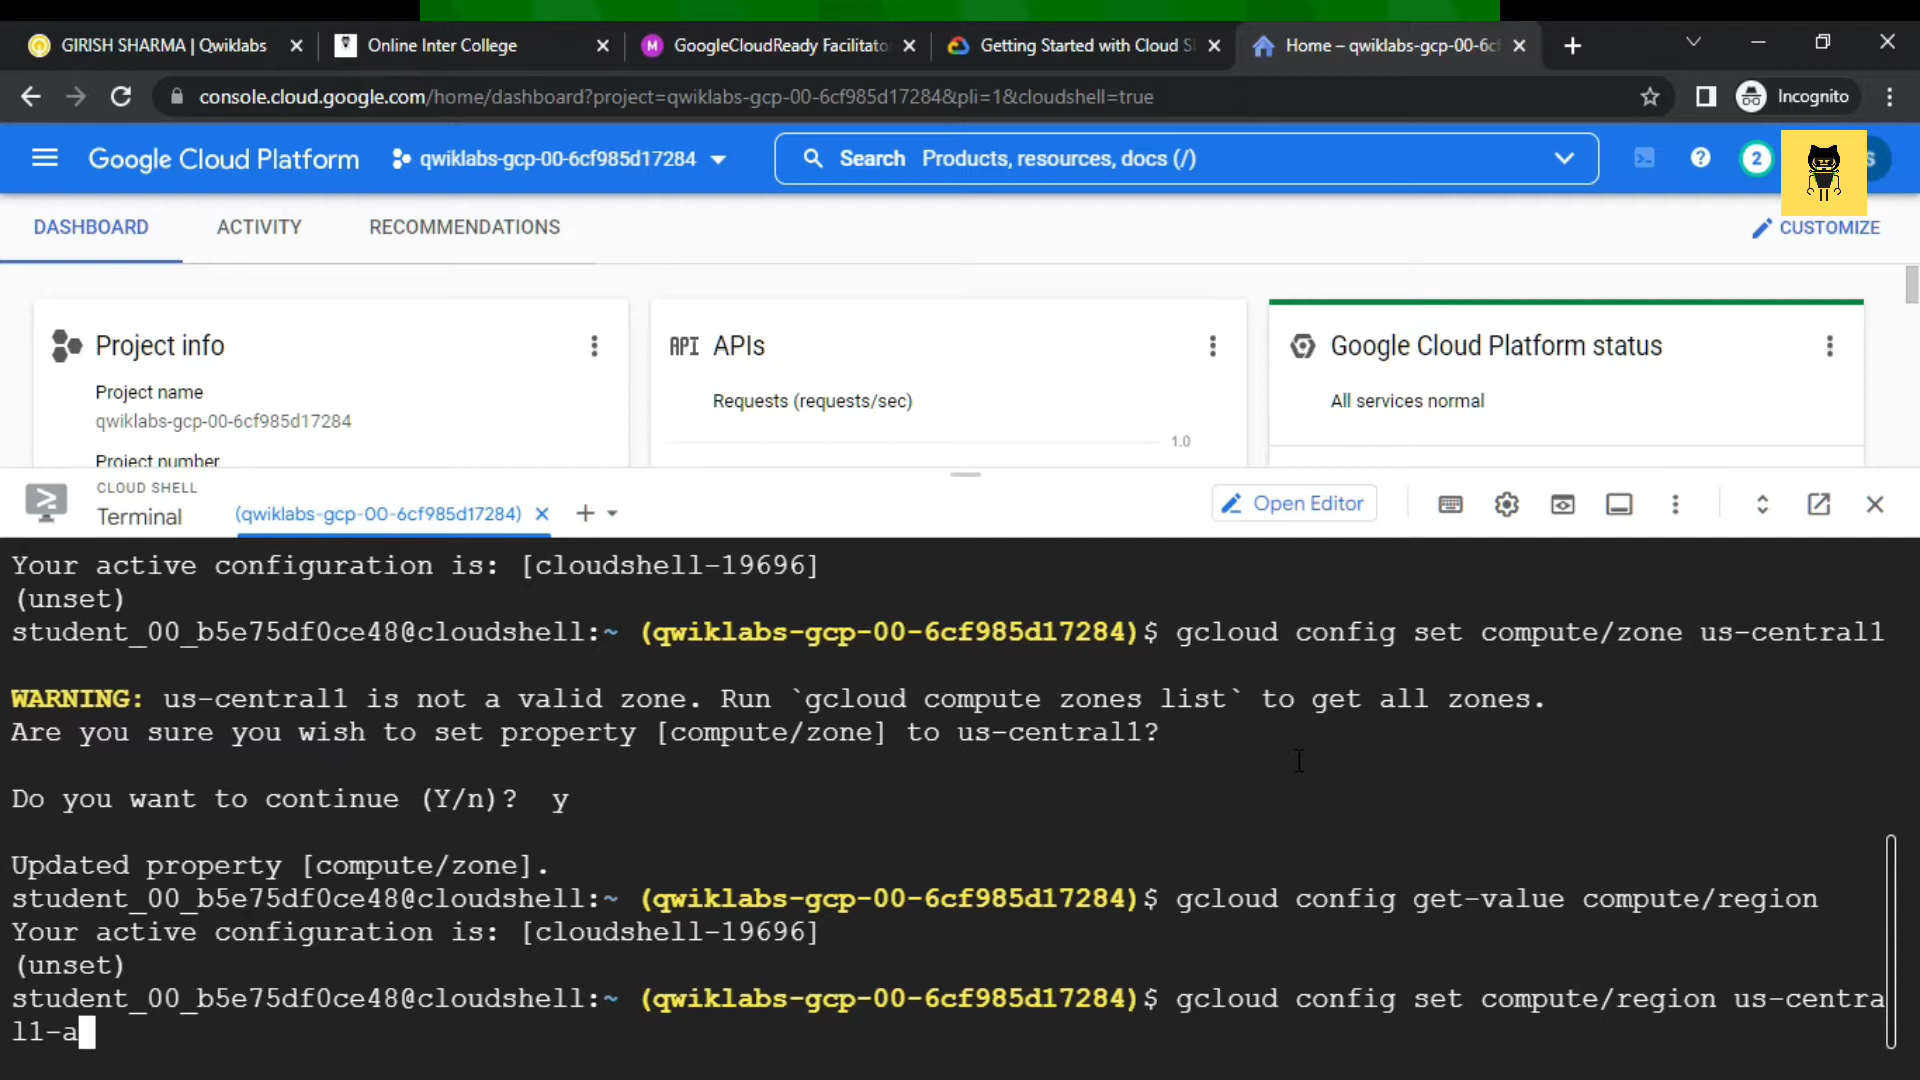 GIRISH SHARMA | Qwiklabs
Online Inter College
M GoogleCloudReady Facilitato
Getting Started with Cloud S
Home – qwiklabs-gcp-00-6cf
console.cloud.google.com/home/dashboard?project=qwiklabs-gcp-00-6cf985d17284&pli=1&cloudshell=true
Incognito
Google Cloud Platform
qwiklabs-gcp-00-6cf985d17284
Search Products, resources, docs (/)
2
S
DASHBOARD
ACTIVITY
RECOMMENDATIONS
CUSTOMIZE
Project info
Project name
qwiklabs-gcp-00-6cf985d17284
Project number
API APIs
Requests (requests/sec)
1.0
Google Cloud Platform status
All services normal
CLOUD SHELL
Terminal
(qwiklabs-gcp-00-6cf985d17284)
Open Editor
Your active configuration is: [cloudshell-19696]
(unset)
student_00_b5e75df0ce48@cloudshell:~ (qwiklabs-gcp-00-6cf985d17284)$ gcloud config set compute/zone us-central1
WARNING: us-central1 is not a valid zone. Run `gcloud compute zones list` to get all zones.
Are you sure you wish to set property [compute/zone] to us-central1?
Do you want to continue (Y/n)? y
Updated property [compute/zone].
student_00_b5e75df0ce48@cloudshell:~ (qwiklabs-gcp-00-6cf985d17284)$ gcloud config get-value compute/region
Your active configuration is: [cloudshell-19696]
(unset)
student_00_b5e75df0ce48@cloudshell:~ (qwiklabs-gcp-00-6cf985d17284)$ gcloud config set compute/region us-centra
l1-a